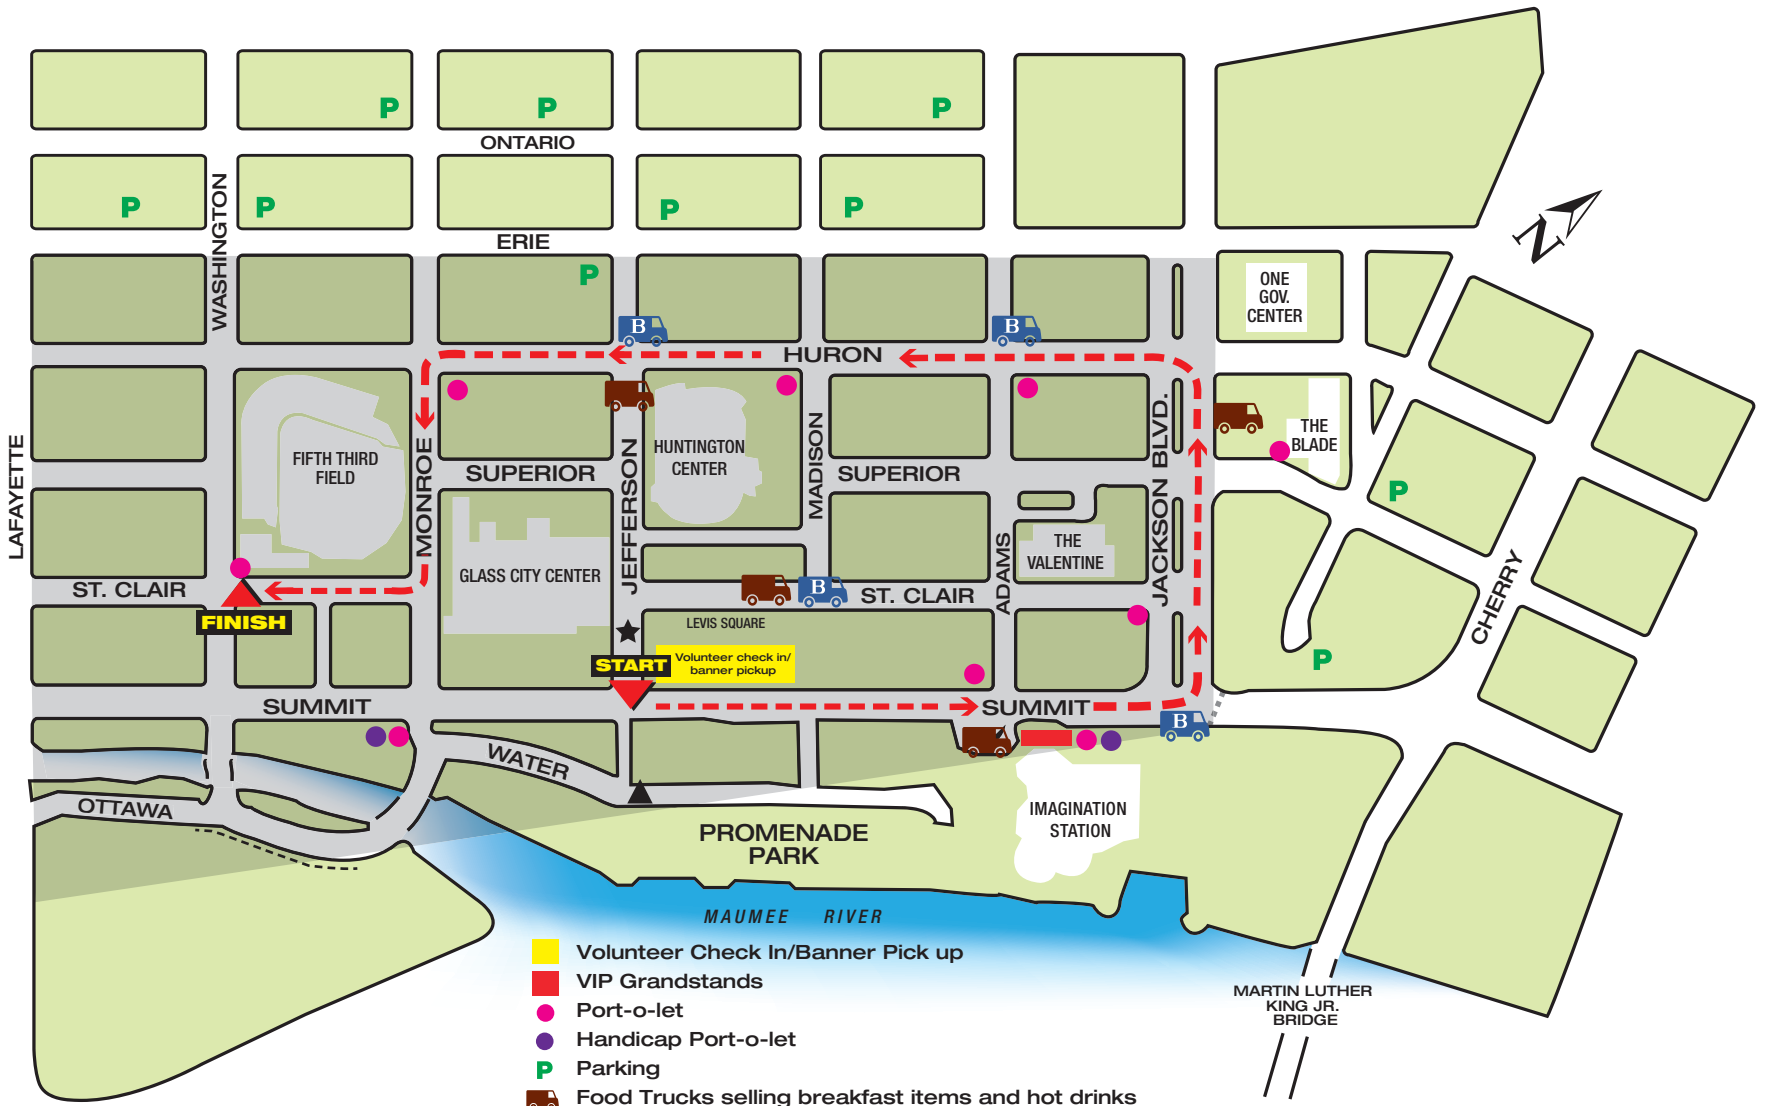 P
P
P
ONTARIO
P
P
P
P
WASHINGTON
ERIE
P
N
ONE
GOV.
CENTER
B
B
HURON
LAFAYETTE
FIFTH THIRD
FIELD
MONROE
SUPERIOR
JEFFERSON
HUNTINGTON
CENTER
MADISON
SUPERIOR
JACKSON BLVD.
THE
BLADE
P
GLASS CITY CENTER
ADAMS
THE
VALENTINE
CHERRY
ST. CLAIR
B
ST. CLAIR
FINISH
LEVIS SQUARE
START
Volunteer check in/
banner pickup
P
SUMMIT
SUMMIT
B
WATER
OTTAWA
PROMENADE
PARK
IMAGINATION
STATION
MAUMEE RIVER
MARTIN LUTHER
KING JR.
BRIDGE
Volunteer Check In/Banner Pick up
VIP Grandstands
Port-o-let
Handicap Port-o-let
P Parking
Food Trucks selling breakfast items and hot drinks